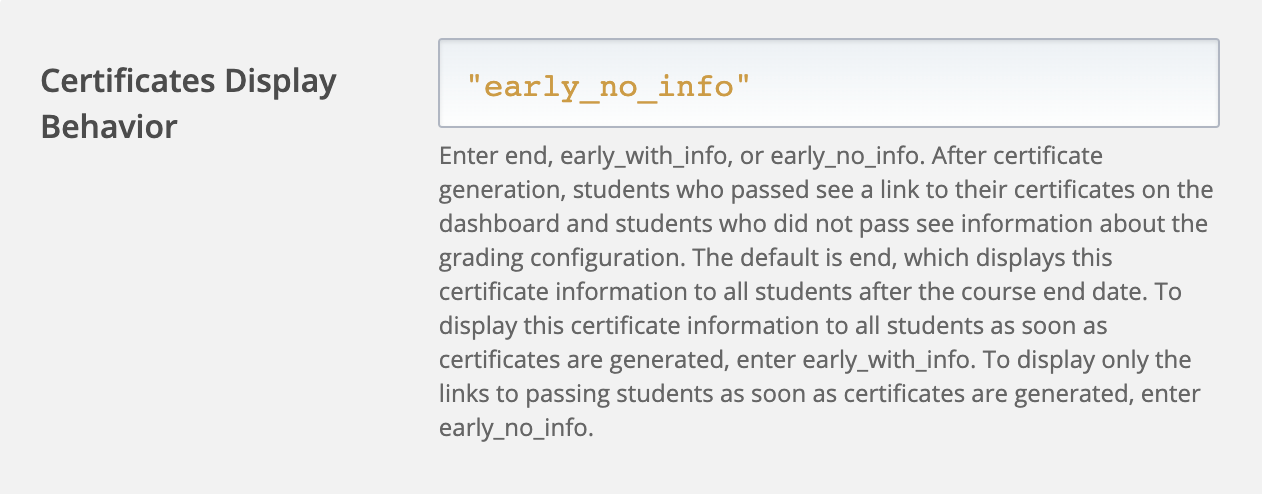 Certificates Display
Behavior
"early_no_info"
Enter end, early_with_info, or early_no_info. After certificate
generation, students who passed see a link to their certificates on the
dashboard and students who did not pass see information about the
grading configuration. The default is end, which displays this
certificate information to all students after the course end date. To
display this certificate information to all students as soon as
certificates are generated, enter early_with_info. To display only the
links to passing students as soon as certificates are generated, enter
early_no_info.